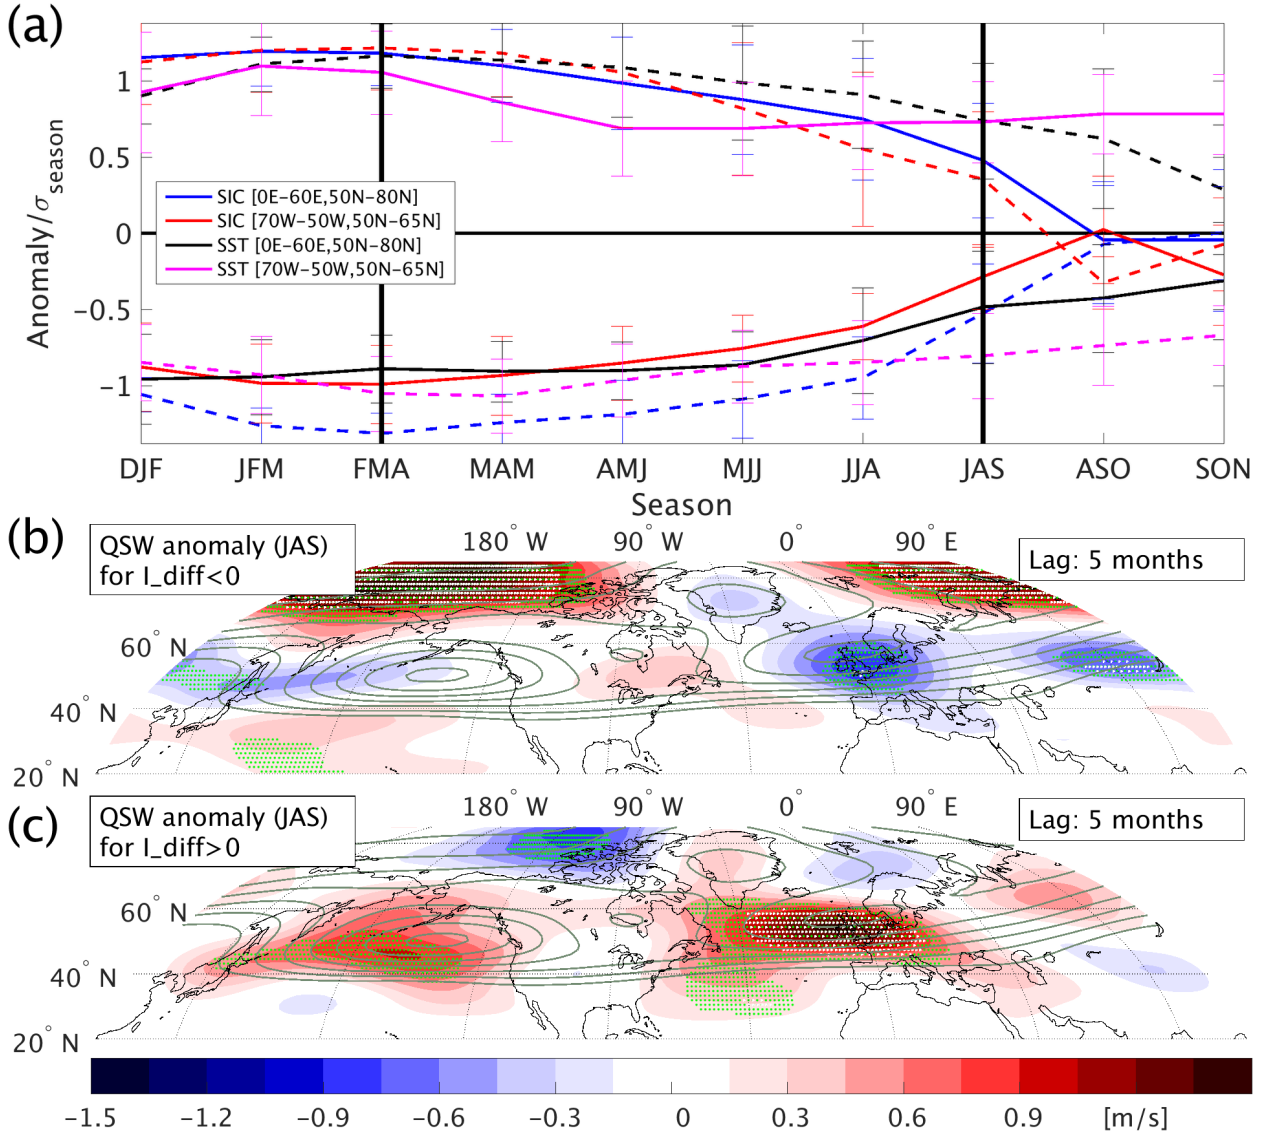 (a)
1
0.5
0
−0.5
−1
Anomaly/σseason
SIC [0E−60E,50N−80N]
SIC [70W−50W,50N−65N]
SST [0E−60E,50N−80N]
SST [70W−50W,50N−65N]
DJF JFM FMA MAM AMJ MJJ JJA JAS ASO SON
Season
(b)
QSW anomaly (JAS)
for I_diff<0
180° W 90° W 0° 90° E
Lag: 5 months
60° N
40° N
20° N
(c)
QSW anomaly (JAS)
for I_diff>0
180° W 90° W 0° 90° E
Lag: 5 months
60° N
40° N
20° N
−1.5 −1.2 −0.9 −0.6 −0.3 0 0.3 0.6 0.9 [m/s]